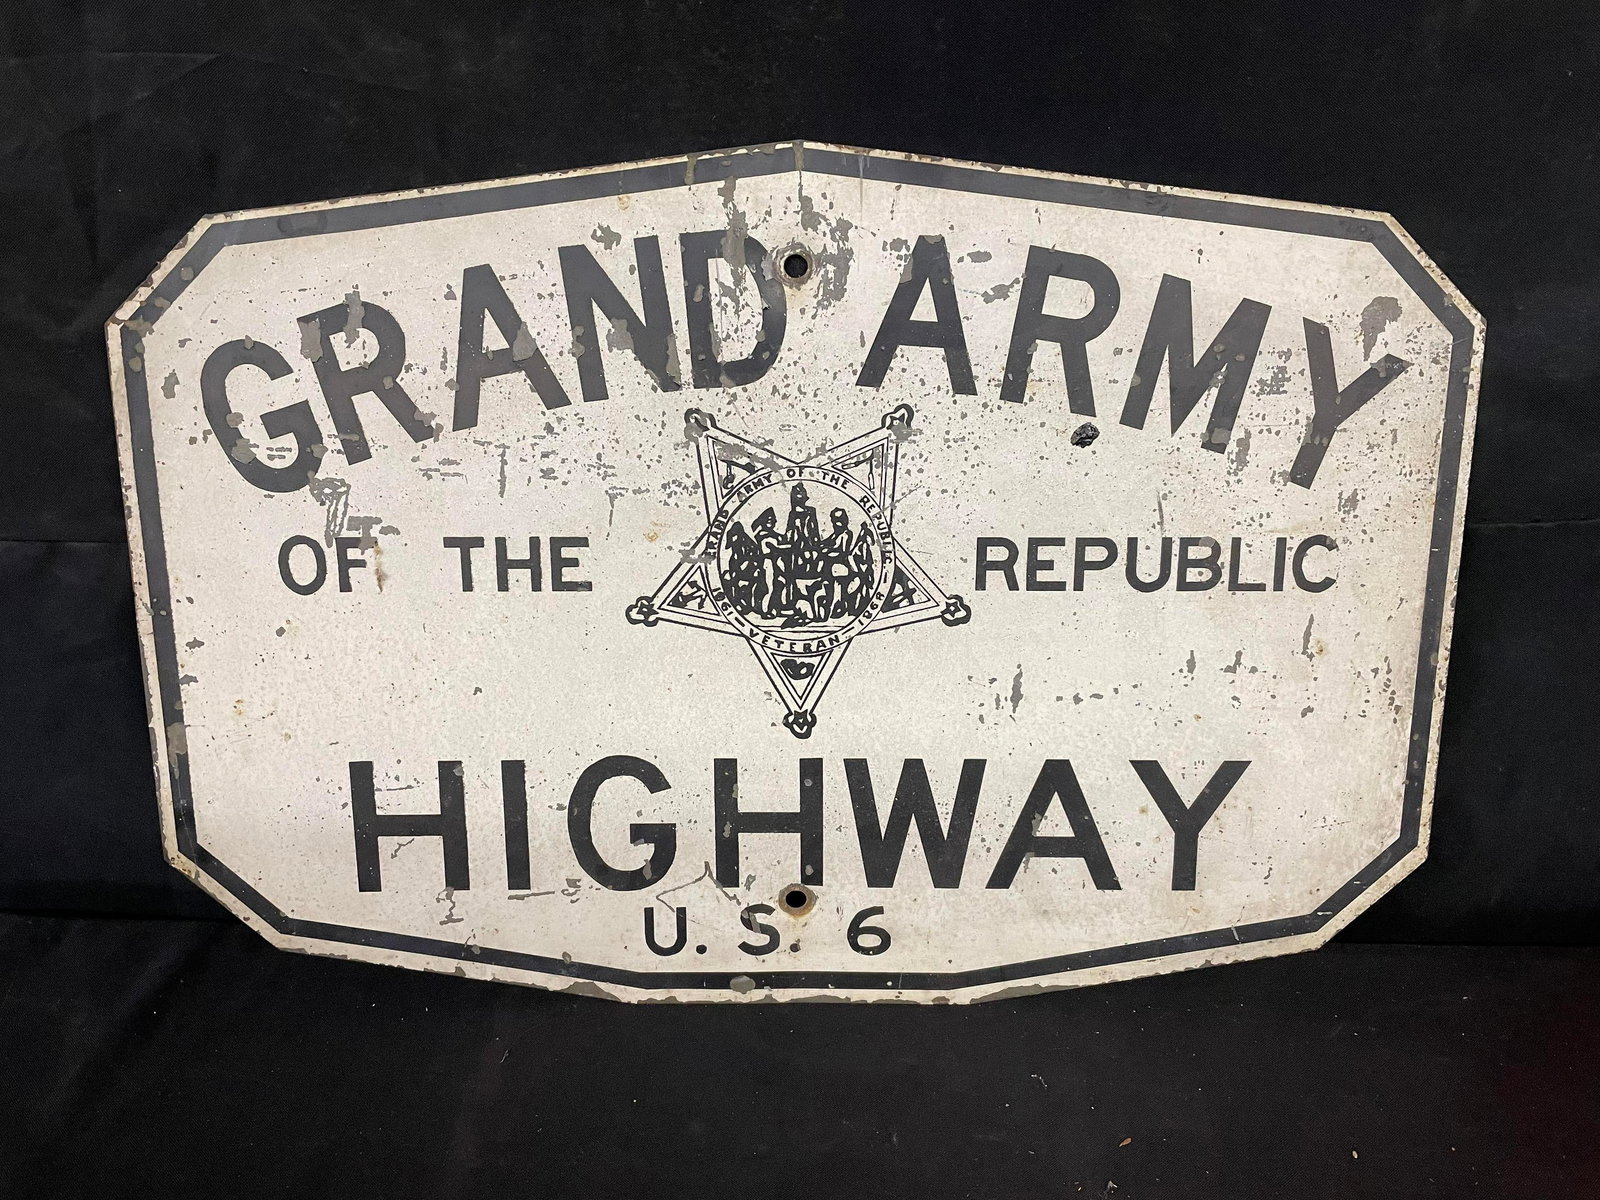 GRAND ARMY
OF THE REPUBLIC
GRAND ARMY OF THE REPUBLIC
1861 – VETERAN – 1866
HIGHWAY
U.S. 6